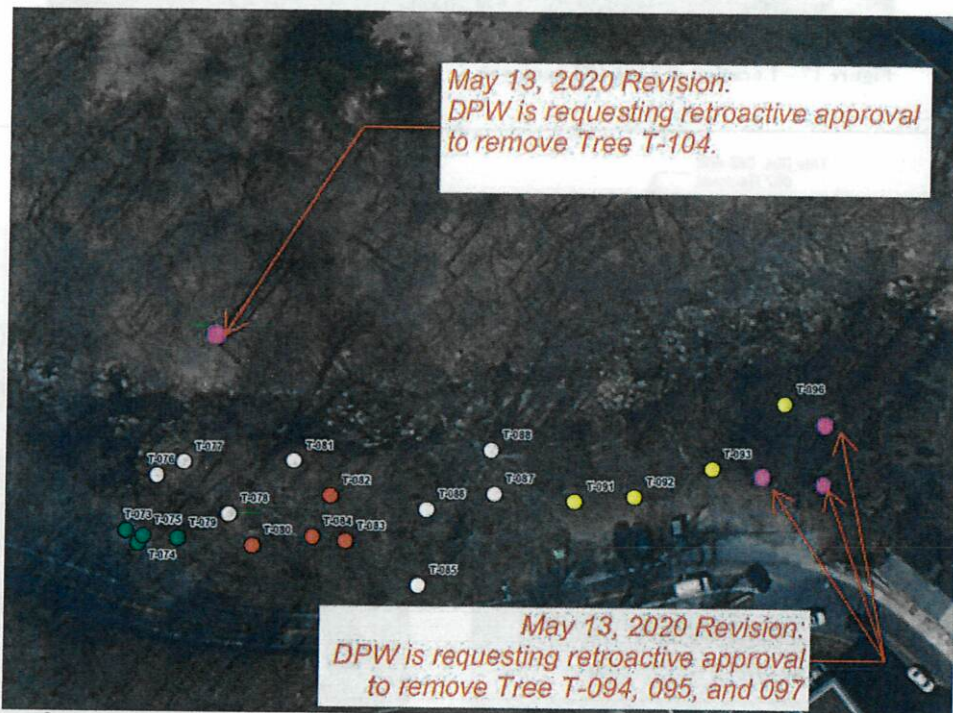 May 13, 2020 Revision:
DPW is requesting retroactive approval
to remove Tree T-104.
T-096
T-088
T-077
T-081
T-093
T-076
T-082
T-087
T-092
T-078
T-086
T-091
T-073
T-075
T-079
T-084
T-083
T-080
T-074
T-085
May 13, 2020 Revision:
DPW is requesting retroactive approval
to remove Tree T-094, 095, and 097